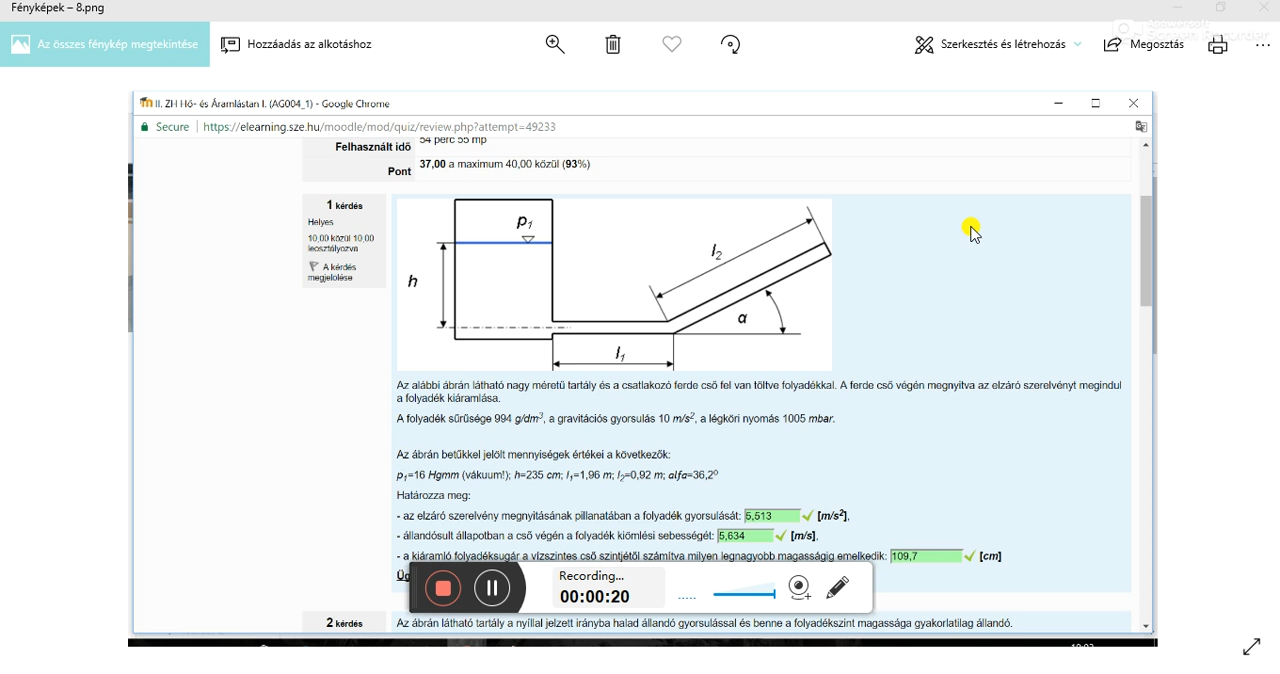 Fényképek – 8.png
Az összes fénykép megtekintése
Hozzáadás az alkotáshoz
Szerkesztés és létrehozás
Megosztás
Screen Recorder
II. ZH Hő- és Áramlástan I. (AG004_1) - Google Chrome
Secure | https://elearning.sze.hu/moodle/mod/quiz/review.php?attempt=49233
Felhasznált idő 54 perc 55 mp
Pont 37,00 a maximum 40,00 közül (93%)
1 kérdés
Helyes
10,00 közül 10,00
leosztályozva
A kérdés
megjelölése
p₁
h
l₂
α
l₁
Az alábbi ábrán látható nagy méretű tartály és a csatlakozó ferde cső fel van töltve folyadékkal. A ferde cső végén megnyitva az elzáró szerelvényt megindul
a folyadék kiáramlása.
A folyadék sűrűsége 994 g/dm³, a gravitációs gyorsulás 10 m/s², a légköri nyomás 1005 mbar.
Az ábrán betűkkel jelölt mennyiségek értékei a következők:
p₁=16 Hgmm (vákuum!); h=235 cm; l₁=1,96 m; l₂=0,92 m; alfa=36,2⁰
Határozza meg:
- az elzáró szerelvény megnyitásának pillanatában a folyadék gyorsulását: 5,513 [m/s²],
- állandósult állapotban a cső végén a folyadék kiömlési sebességét: 5,634 [m/s],
- a kiáramló folyadéksugár a vízszintes cső szintjétől számítva milyen legnagyobb magasságig emelkedik: 109,7 [cm]
Recording...
00:00:20
2 kérdés
Az ábrán látható tartály a nyíllal jelzett irányba halad állandó gyorsulással és benne a folyadékszint magassága gyakorlatilag állandó.